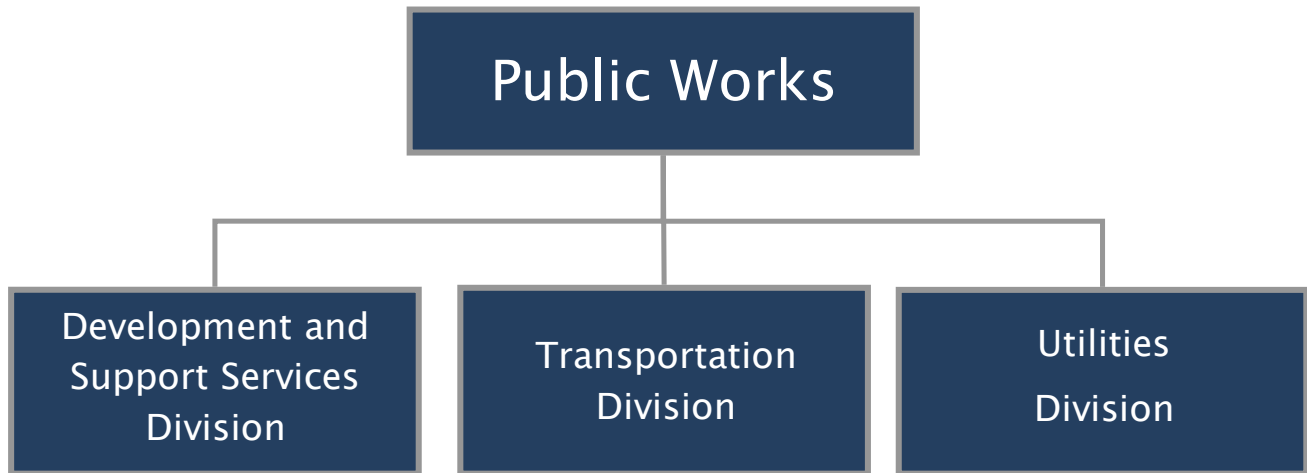 Public Works
Development and
Support Services
Division
Transportation
Division
Utilities
Division